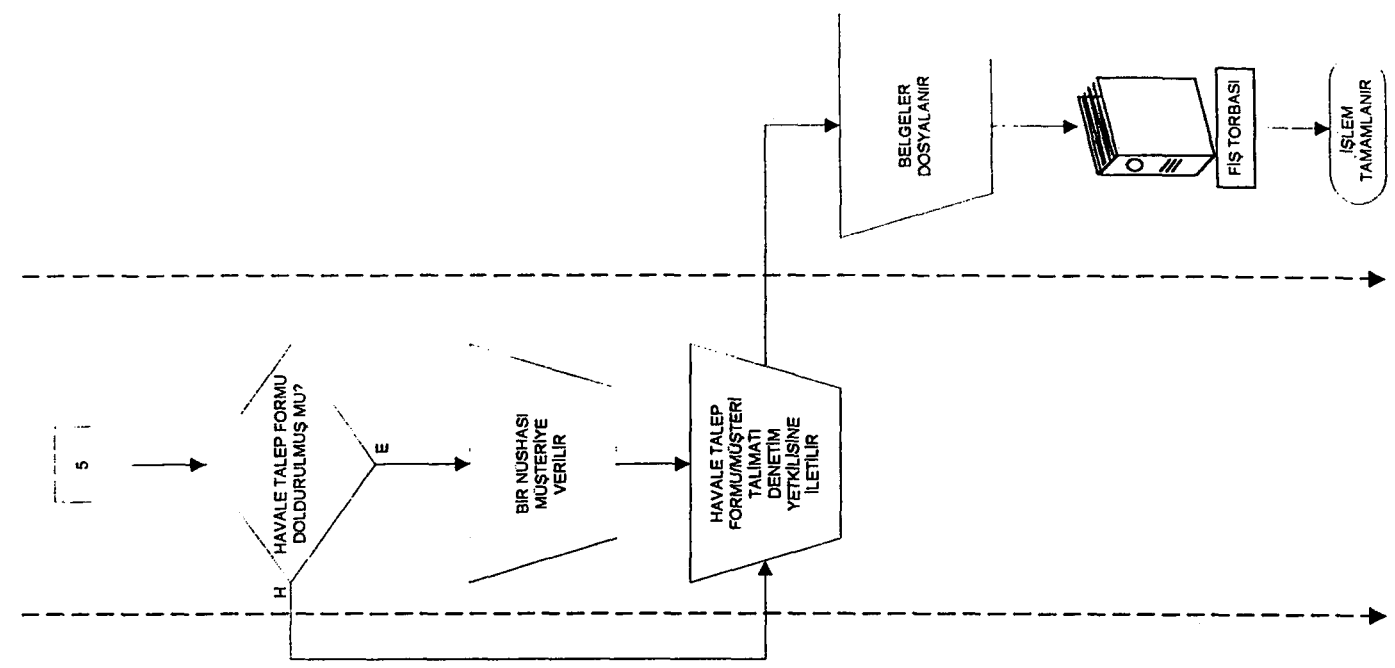 5
HAVALE TALEP FORMU
DOLDURULMUŞ MU?
H
E
BİR NÜSHASI
MÜŞTERİYE
VERİLİR
HAVALE TALEP
FORMU/MÜŞTERİ
TALİMATI
DENETİM
YETKİLİSİNE
İLETİLİR
BELGELER
DOSYALANIR
FİŞ TORBASI
İŞLEM
TAMAMLANIR